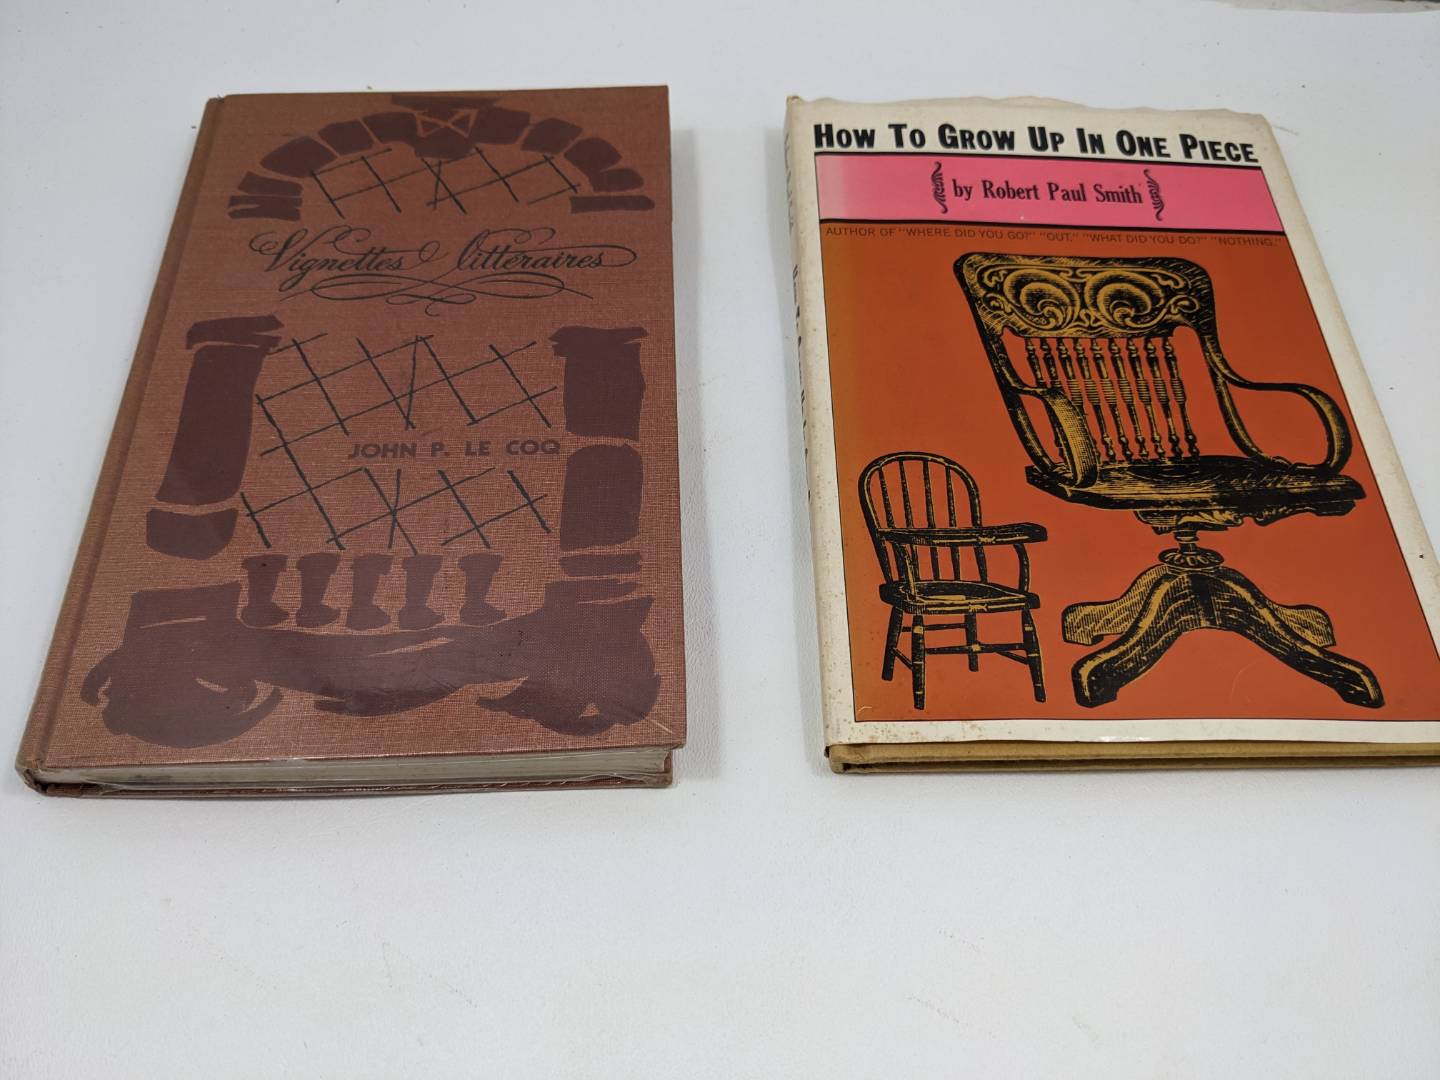 Vignettes littéraires
JOHN P. LE COQ
HOW TO GROW UP IN ONE PIECE
by Robert Paul Smith
AUTHOR OF "WHERE DID YOU GO?" "OUT." "WHAT DID YOU DO?" "NOTHING."